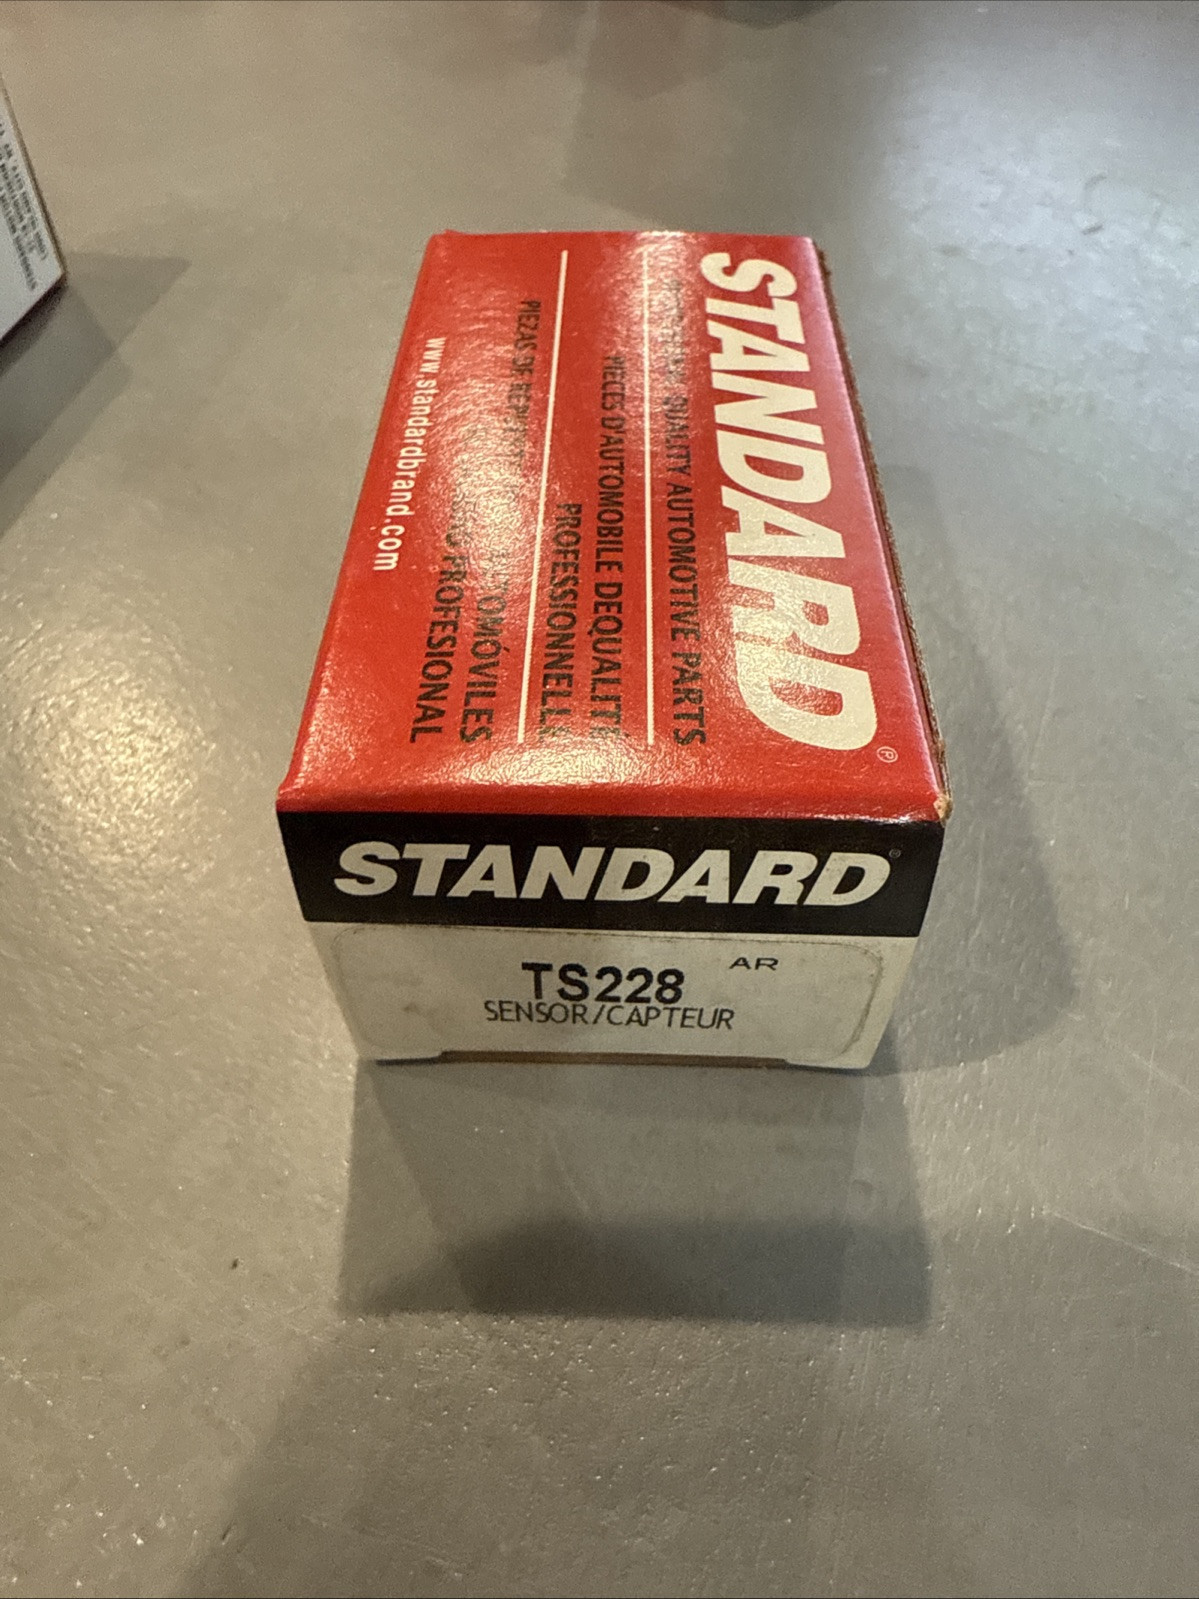 STANDARD®
QUALITY AUTOMOTIVE PARTS
PIECES D'AUTOMOBILE DEQUALITE
PROFESSIONNELLE
PIEZAS DE AUTOMÓVILES
PROFESIONAL
www.standardbrand.com
STANDARD®
AR
TS228
SENSOR/CAPTEUR